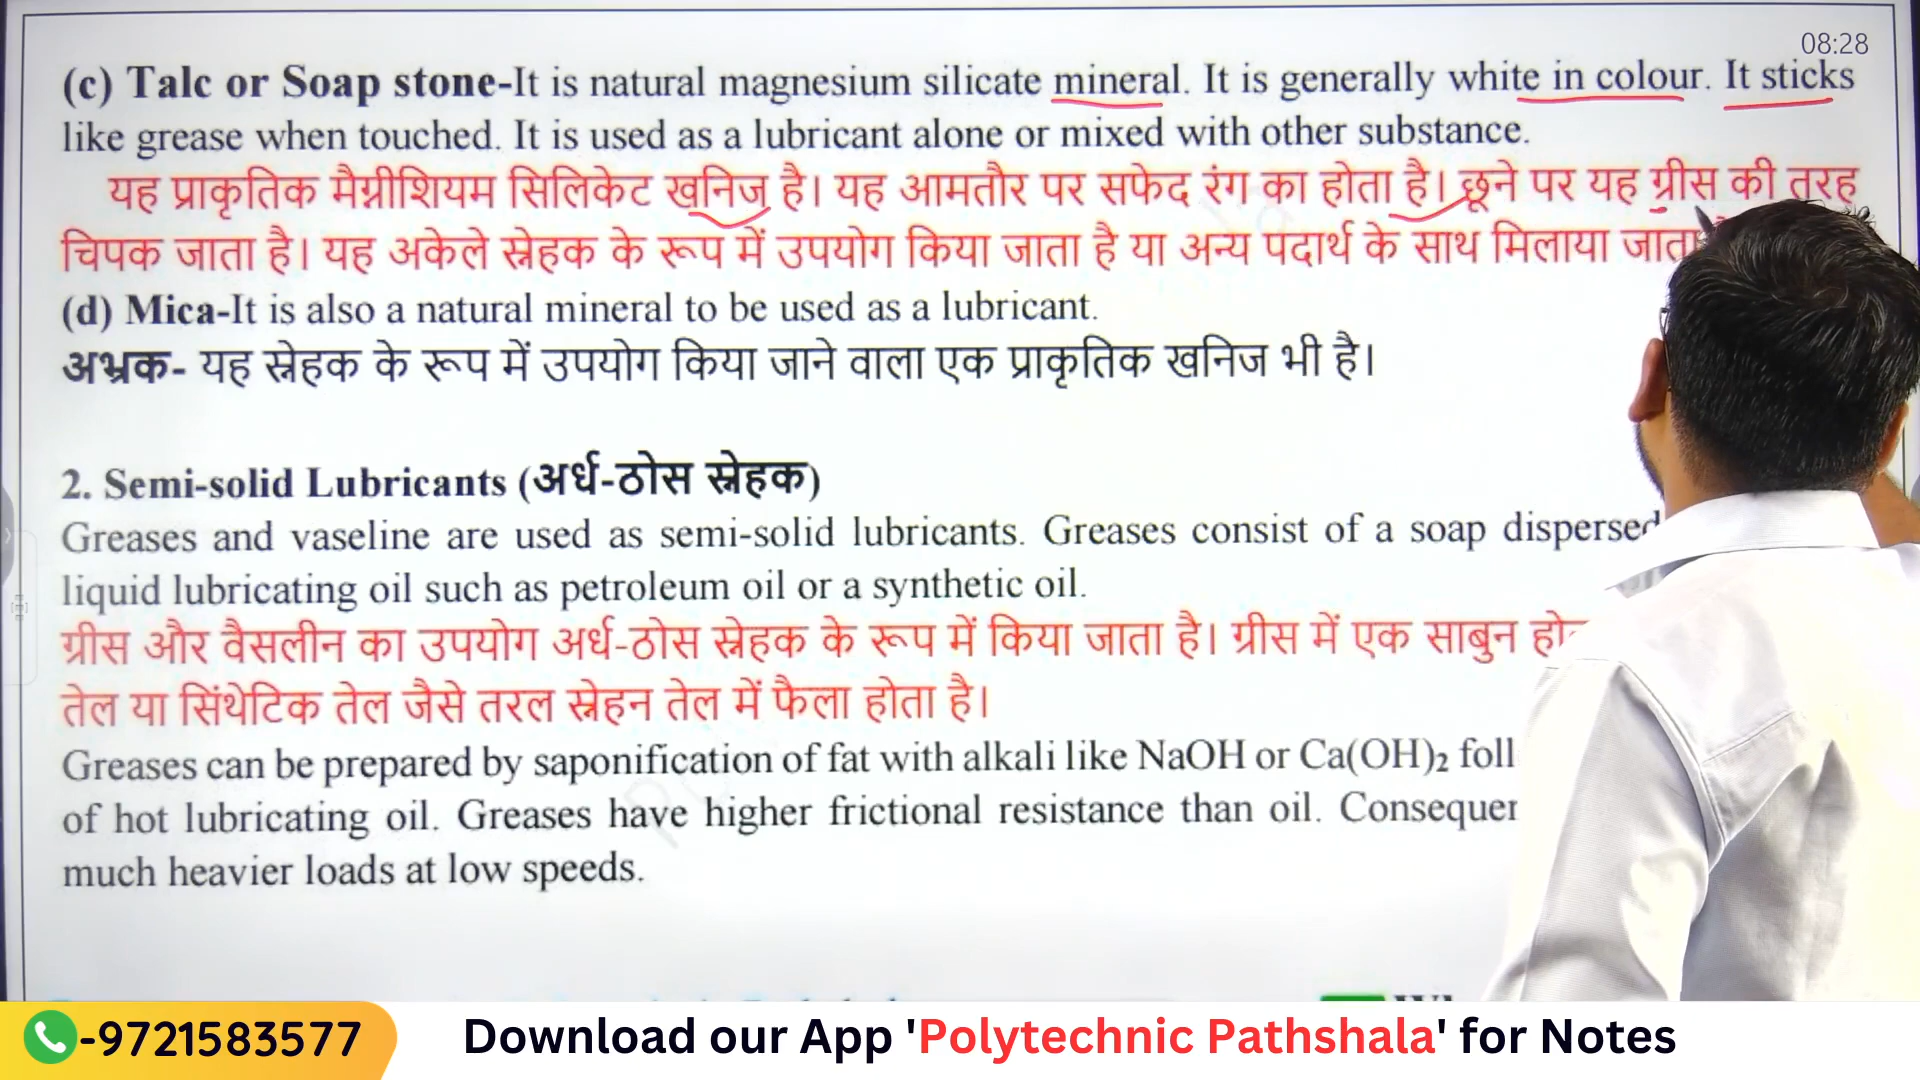 08:28
(c) Talc or Soap stone-It is natural magnesium silicate mineral. It is generally white in colour. It sticks
like grease when touched. It is used as a lubricant alone or mixed with other substance.
यह प्राकृतिक मैग्नीशियम सिलिकेट खनिज है। यह आमतौर पर सफेद रंग का होता है। छूने पर यह ग्रीस की तरह
चिपक जाता है। यह अकेले स्नेहक के रूप में उपयोग किया जाता है या अन्य पदार्थ के साथ मिलाया जाता
(d) Mica-It is also a natural mineral to be used as a lubricant.
अभ्रक- यह स्नेहक के रूप में उपयोग किया जाने वाला एक प्राकृतिक खनिज भी है।
2. Semi-solid Lubricants (अर्ध-ठोस स्नेहक)
Greases and vaseline are used as semi-solid lubricants. Greases consist of a soap dispersed
liquid lubricating oil such as petroleum oil or a synthetic oil.
ग्रीस और वैसलीन का उपयोग अर्ध-ठोस स्नेहक के रूप में किया जाता है। ग्रीस में एक साबुन
तेल या सिंथेटिक तेल जैसे तरल स्नेहन तेल में फैला होता है।
Greases can be prepared by saponification of fat with alkali like NaOH or Ca(OH)₂ foll
of hot lubricating oil. Greases have higher frictional resistance than oil. Consequen
much heavier loads at low speeds.
-9721583577 Download our App 'Polytechnic Pathshala' for Notes